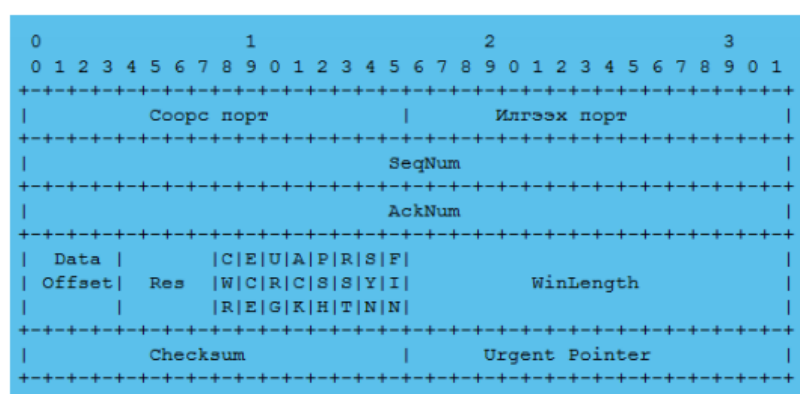 0 1 2 3
0 1 2 3 4 5 6 7 8 9 0 1 2 3 4 5 6 7 8 9 0 1 2 3 4 5 6 7 8 9 0 1
+-+-+-+-+-+-+-+-+-+-+-+-+-+-+-+-+-+-+-+-+-+-+-+-+-+-+-+-+-+-+-+-+
| Соорс порт | Илгээх порт |
+-+-+-+-+-+-+-+-+-+-+-+-+-+-+-+-+-+-+-+-+-+-+-+-+-+-+-+-+-+-+-+-+
| SeqNum |
+-+-+-+-+-+-+-+-+-+-+-+-+-+-+-+-+-+-+-+-+-+-+-+-+-+-+-+-+-+-+-+-+
| AckNum |
+-+-+-+-+-+-+-+-+-+-+-+-+-+-+-+-+-+-+-+-+-+-+-+-+-+-+-+-+-+-+-+-+
| Data | |C|E|U|A|P|R|S|F| |
| Offset| Res |W|C|R|C|S|S|Y|I| WinLength |
| | |R|E|G|K|H|T|N|N| |
+-+-+-+-+-+-+-+-+-+-+-+-+-+-+-+-+-+-+-+-+-+-+-+-+-+-+-+-+-+-+-+-+
| Checksum | Urgent Pointer |
+-+-+-+-+-+-+-+-+-+-+-+-+-+-+-+-+-+-+-+-+-+-+-+-+-+-+-+-+-+-+-+-+